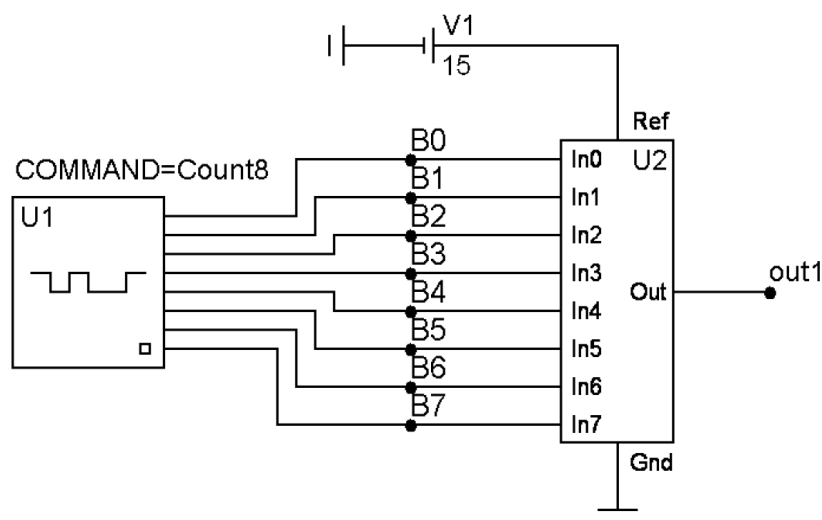 V1
15
Ref
B0
In0
U2
COMMAND=Count8
B1
In1
U1
B2
In2
B3
In3
out1
B4
Out
In4
B5
In5
B6
In6
B7
In7
Gnd